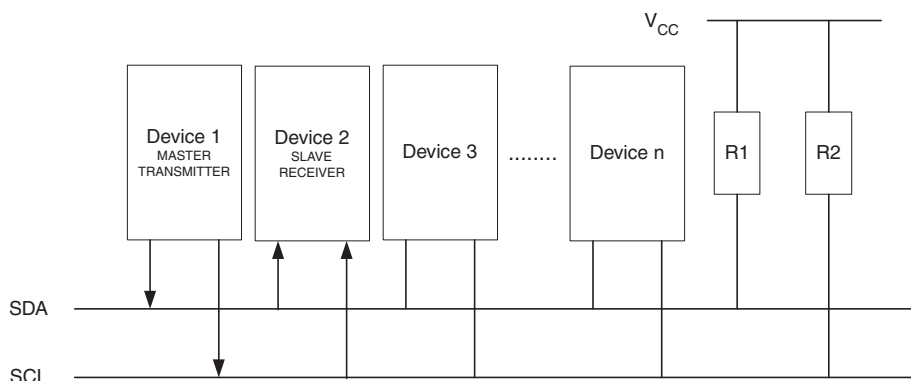 VCC
Device 1
MASTER
TRANSMITTER
Device 2
SLAVE
RECEIVER
Device 3
........
Device n
R1
R2
SDA
SCL